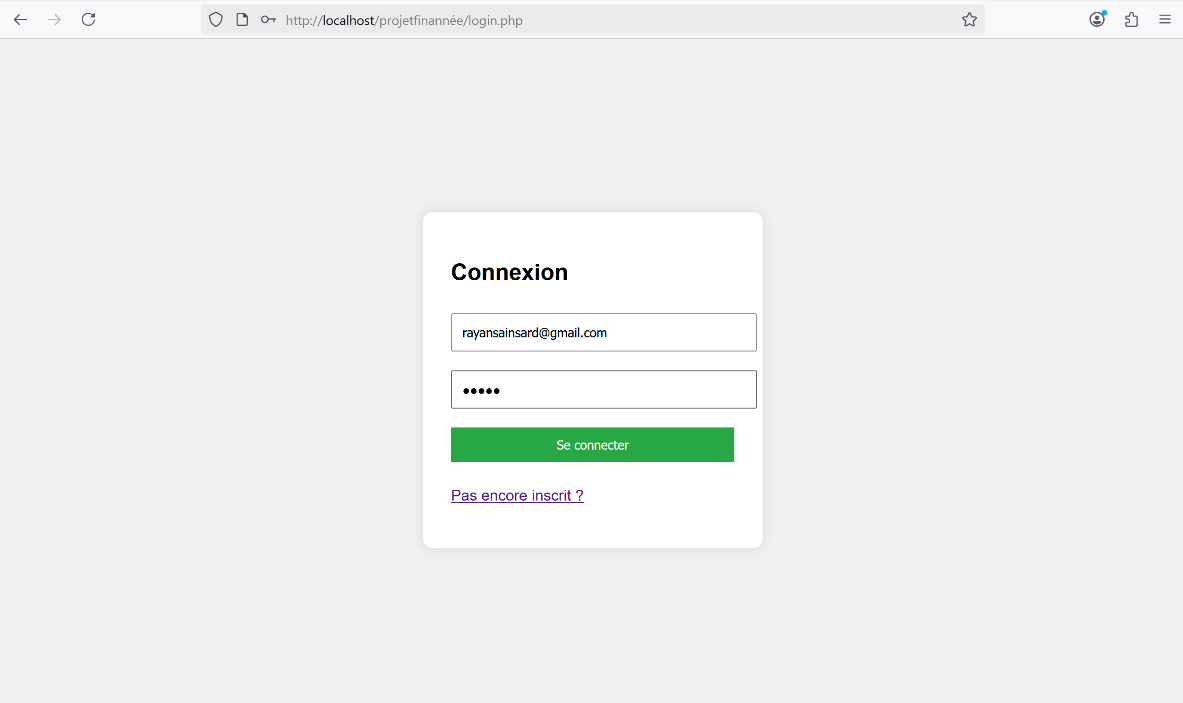 http://localhost/projetfinannée/login.php
Connexion
rayansainsard@gmail.com
•••••
Se connecter
Pas encore inscrit ?